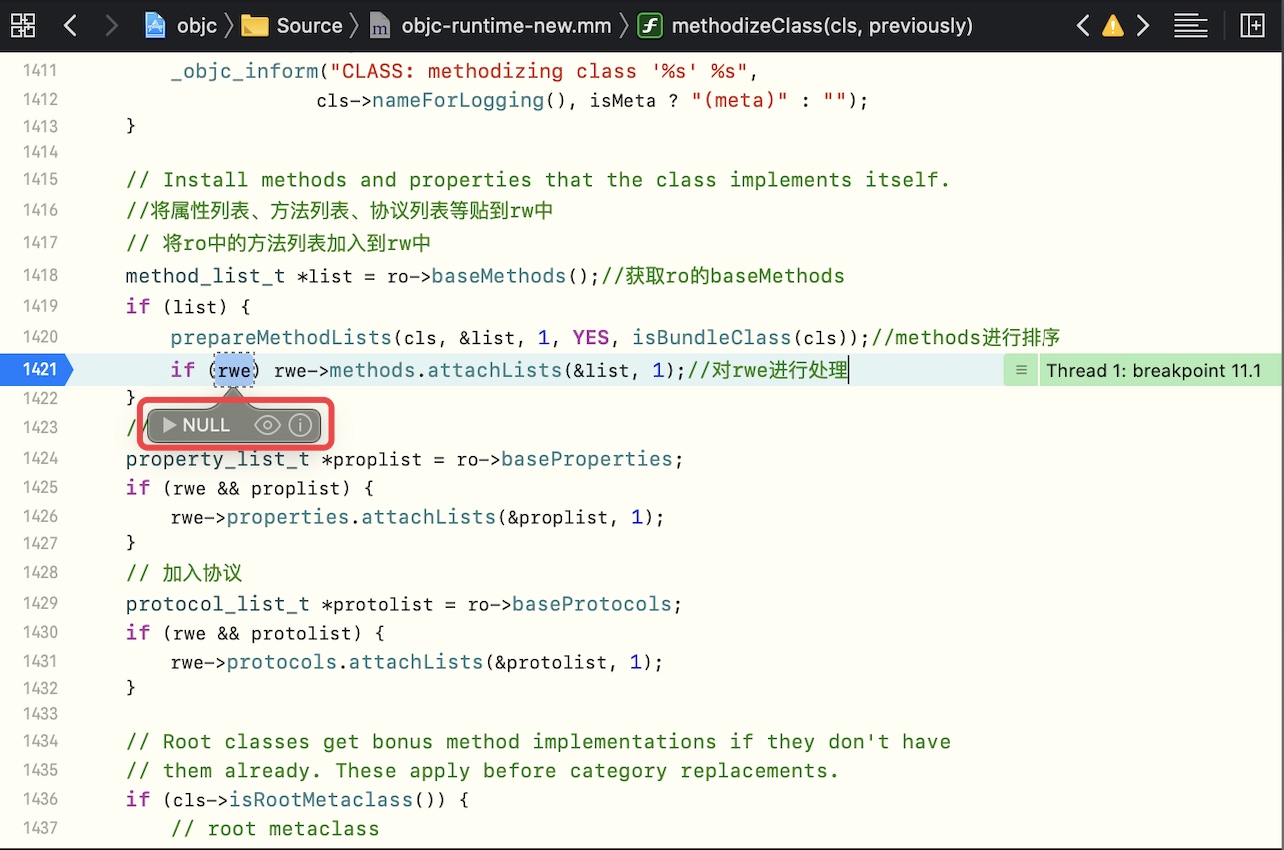 objc 〉 Source 〉 objc-runtime-new.mm 〉 methodizeClass(cls, previously)
1411 _objc_inform("CLASS: methodizing class '%s' %s",
1412 cls->nameForLogging(), isMeta ? "(meta)" : "");
1413 }
1414
1415 // Install methods and properties that the class implements itself.
1416 //将属性列表、方法列表、协议列表等贴到rw中
1417 // 将ro中的方法列表加入到rw中
1418 method_list_t *list = ro->baseMethods();//获取ro的baseMethods
1419 if (list) {
1420 prepareMethodLists(cls, &list, 1, YES, isBundleClass(cls));//methods进行排序
1421 if (rwe) rwe->methods.attachLists(&list, 1);//对rwe进行处理 Thread 1: breakpoint 11.1
1422 }
NULL
1423 //
1424 property_list_t *proplist = ro->baseProperties;
1425 if (rwe && proplist) {
1426 rwe->properties.attachLists(&proplist, 1);
1427 }
1428 // 加入协议
1429 protocol_list_t *protolist = ro->baseProtocols;
1430 if (rwe && protolist) {
1431 rwe->protocols.attachLists(&protolist, 1);
1432 }
1433
1434 // Root classes get bonus method implementations if they don't have
1435 // them already. These apply before category replacements.
1436 if (cls->isRootMetaclass()) {
1437 // root metaclass